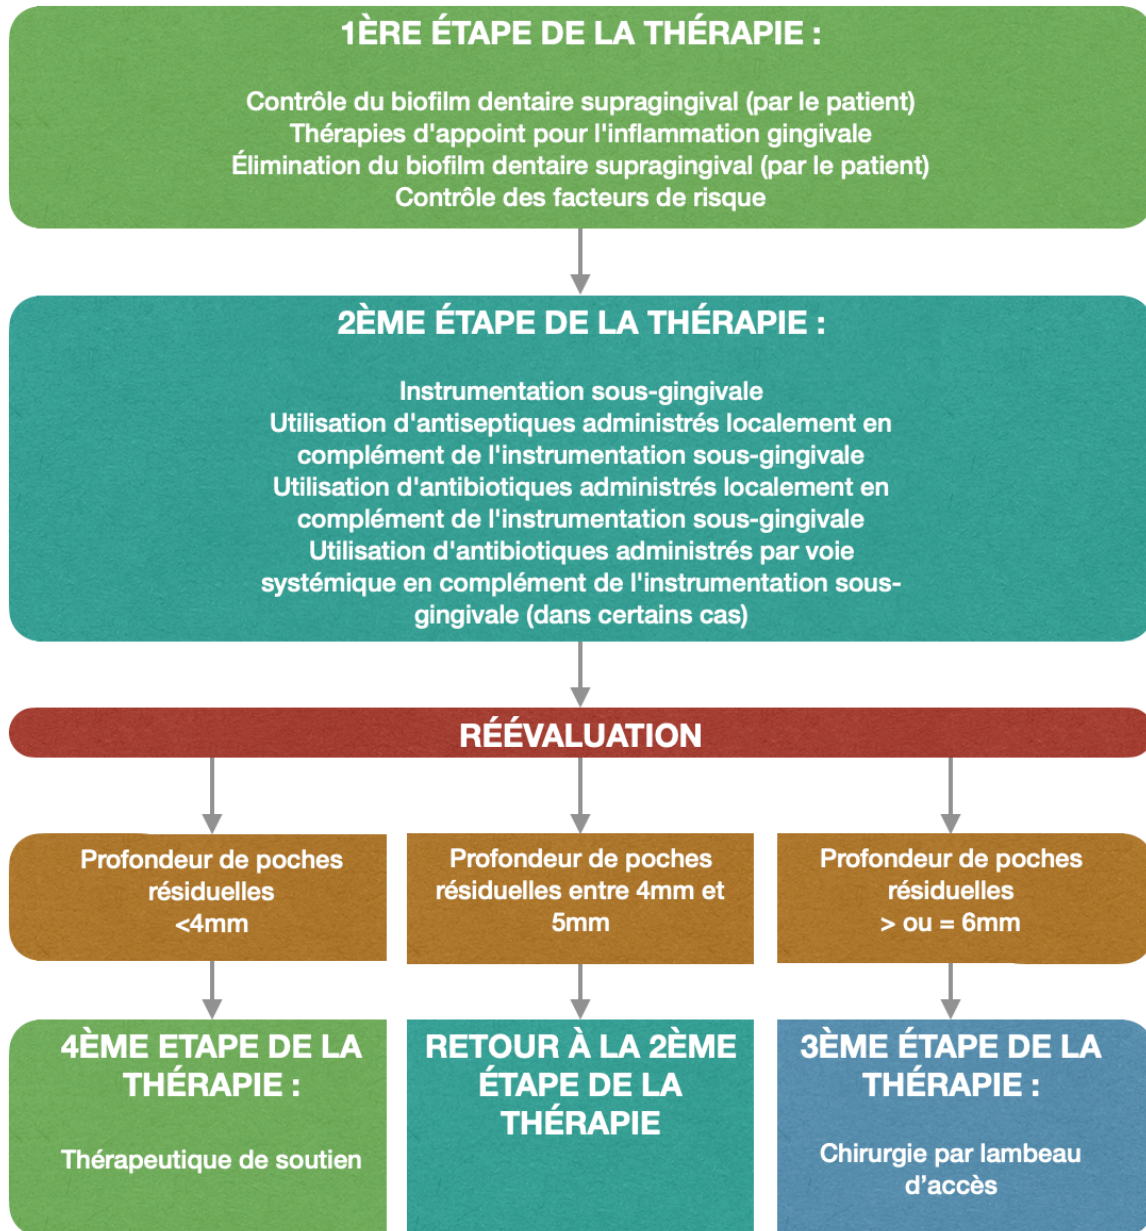 1ÈRE ÉTAPE DE LA THÉRAPIE :
Contrôle du biofilm dentaire supragingival (par le patient)
Thérapies d'appoint pour l'inflammation gingivale
Élimination du biofilm dentaire supragingival (par le patient)
Contrôle des facteurs de risque
2ÈME ÉTAPE DE LA THÉRAPIE :
Instrumentation sous-gingivale
Utilisation d'antiseptiques administrés localement en
complément de l'instrumentation sous-gingivale
Utilisation d'antibiotiques administrés localement en
complément de l'instrumentation sous-gingivale
Utilisation d'antibiotiques administrés par voie
systémique en complément de l'instrumentation sous-
gingivale (dans certains cas)
RÉÉVALUATION
Profondeur de poches
résiduelles
<4mm
Profondeur de poches
résiduelles entre 4mm et
5mm
Profondeur de poches
résiduelles
> ou = 6mm
4ÈME ETAPE DE LA
THÉRAPIE :
Thérapeutique de soutien
RETOUR À LA 2ÈME
ÉTAPE DE LA
THÉRAPIE
3ÈME ÉTAPE DE LA
THÉRAPIE :
Chirurgie par lambeau
d’accès